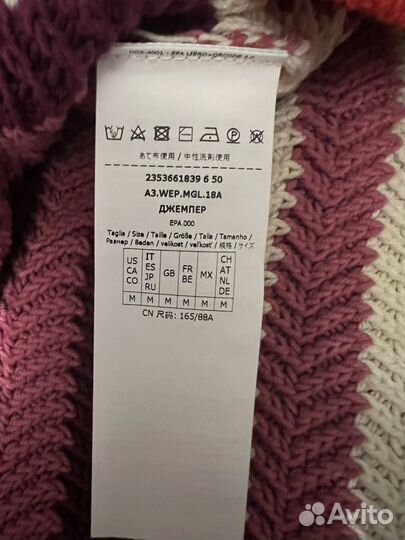 あて布使用 / 中性洗剤使用
2353661839 6 50
A3.WEP.MGL.18A
ДЖЕМПЕР
EPA.000
Taglia / Size / Taille / Größe / Talla / Tamanho /
Размер / Beden / velikost / veľkosť / 規格 / サイズ
US CA CO IT ES JP RU GB FR BE MX CH AT NL DE
M M M M M M
CN 尺码: 165/88A
Avito